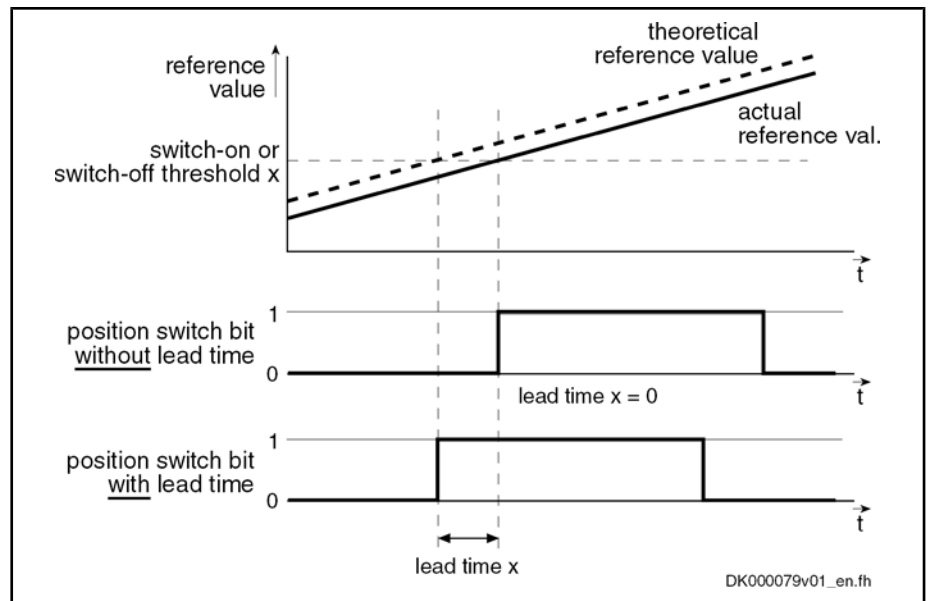 theoretical
reference value
reference
value
actual
reference val.
switch-on or
switch-off threshold x
t
1
position switch bit
without lead time
0
lead time x = 0
t
1
position switch bit
with lead time
0
t
lead time x
DK000079v01_en.fh